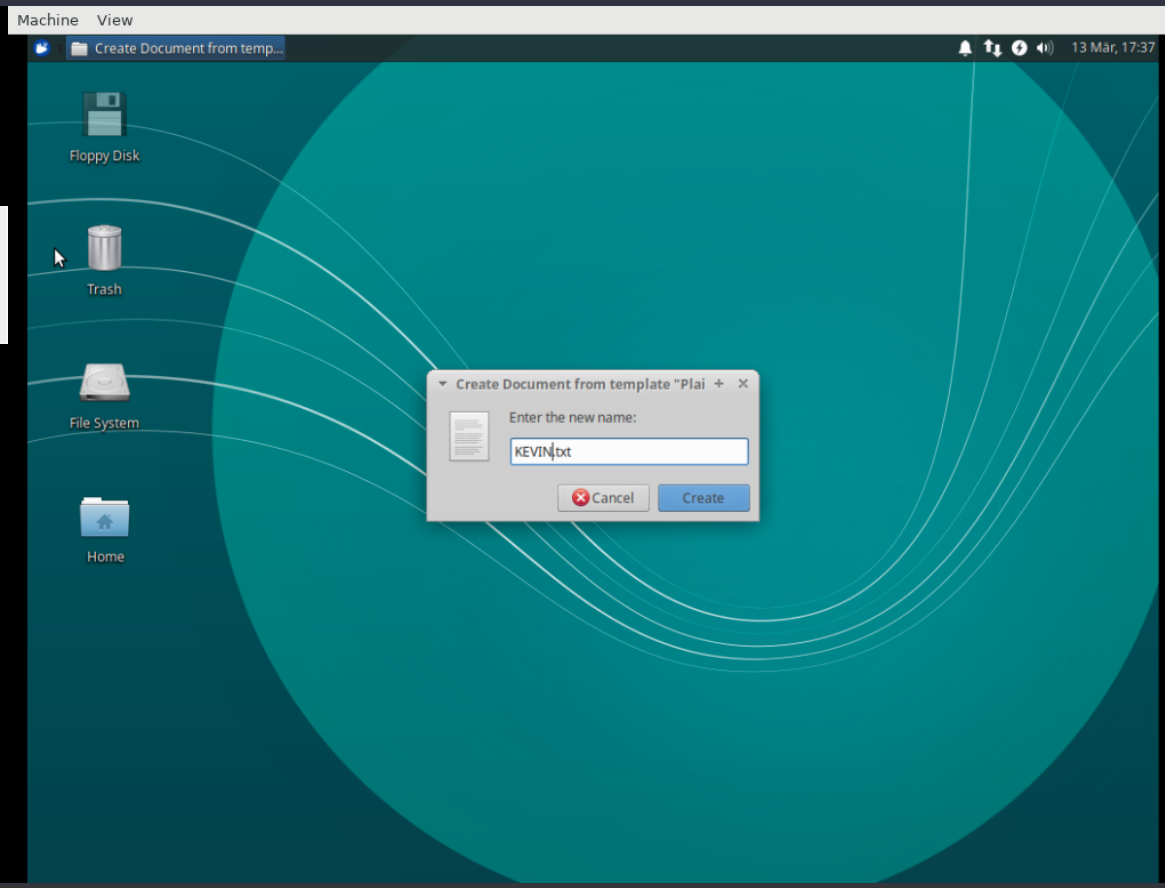 Machine View
Create Document from temp... 13 Mär, 17:37
Floppy Disk
Trash
File System
Home
Create Document from template "Plai
Enter the new name:
KEVIN.txt
Cancel Create